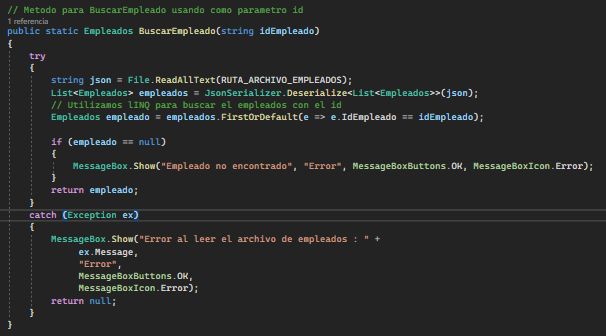 // Metodo para BuscarEmpleado usando como parametro id
1 referencia
public static Empleados BuscarEmpleado(string idEmpleado)
{
try
{
string json = File.ReadAllText(RUTA_ARCHIVO_EMPLEADOS);
List<Empleados> empleados = JsonSerializer.Deserialize<List<Empleados>>(json);
// Utilizamos lINQ para buscar el empleados con el id
Empleados empleado = empleados.FirstOrDefault(e => e.IdEmpleado == idEmpleado);
if (empleado == null)
{
MessageBox.Show("Empleado no encontrado", "Error", MessageBoxButtons.OK, MessageBoxIcon.Error);
}
return empleado;
}
catch (Exception ex)
{
MessageBox.Show("Error al leer el archivo de empleados : " +
ex.Message,
"Error",
MessageBoxButtons.OK,
MessageBoxIcon.Error);
return null;
}
}